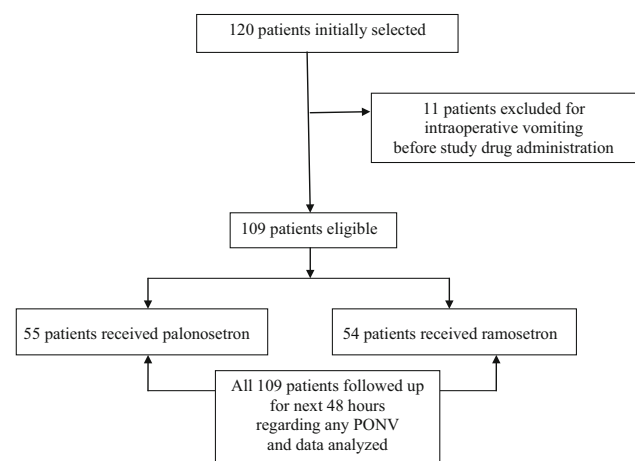 120 patients initially selected
11 patients excluded for
intraoperative vomiting
before study drug administration
109 patients eligible
55 patients received palonosetron
54 patients received ramosetron
All 109 patients followed up
for next 48 hours
regarding any PONV
and data analyzed